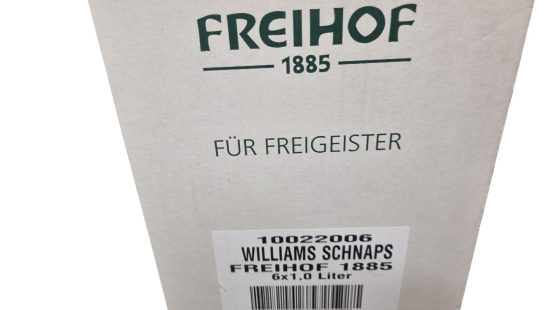 FREIHOF
1885
FÜR FREIGEISTER
10022006
WILLIAMS SCHNAPS
FREIHOF 1885
6x1,0 Liter